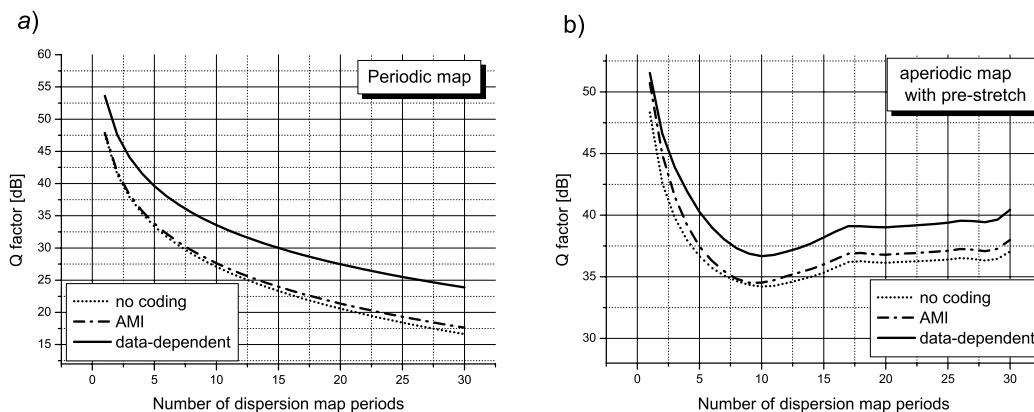 a)
Periodic map
Q factor [dB]
60
55
50
45
40
35
30
25
20
15
no coding
AMI
data-dependent
0 5 10 15 20 25 30
Number of dispersion map periods
b)
aperiodic map
with pre-stretch
Q factor [dB]
50
45
40
35
30
no coding
AMI
data-dependent
0 5 10 15 20 25 30
Number of dispersion map periods